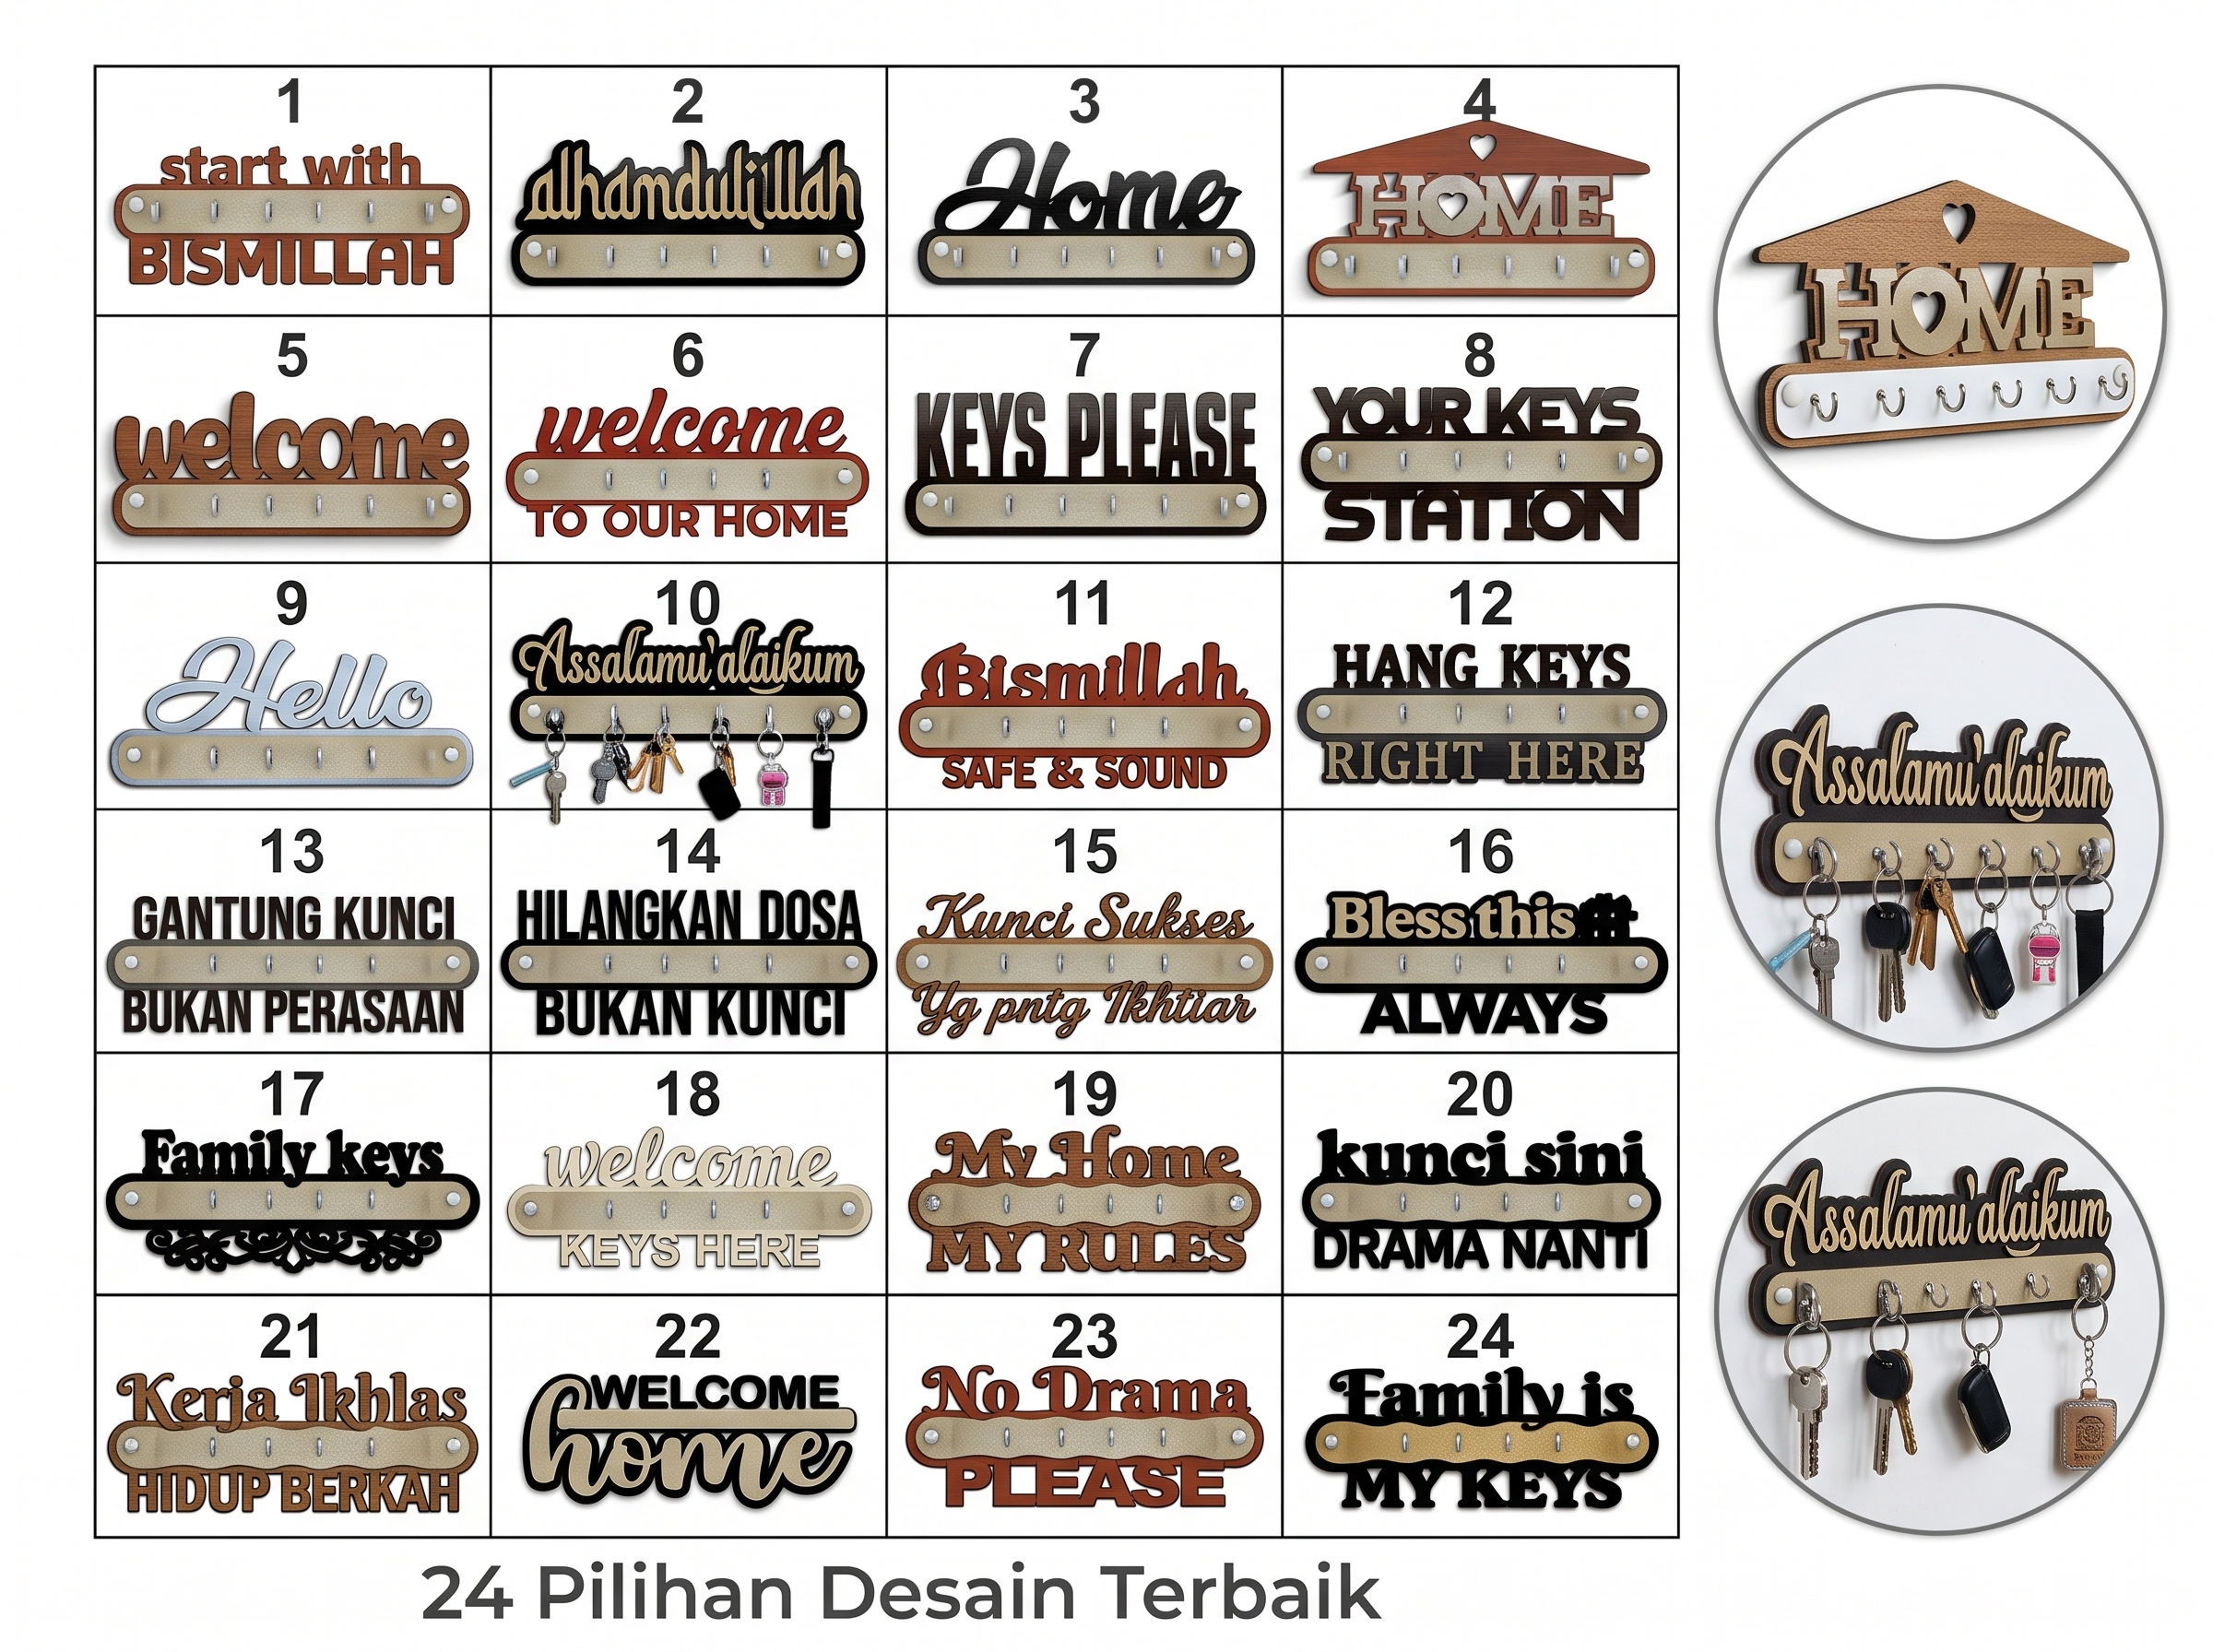 1
start with
BISMILLAH
2
alhamdulillah
3
Home
4
HOME
5
welcome
6
welcome
TO OUR HOME
7
KEYS PLEASE
8
YOUR KEYS
STATION
9
Hello
10
Assalamu'alaikum
11
Bismillah
SAFE & SOUND
12
HANG KEYS
RIGHT HERE
13
GANTUNG KUNCI
BUKAN PERASAAN
14
HILANGKAN DOSA
BUKAN KUNCI
15
Kunci Sukses
Yg pntg Ikhtiar
16
Bless this
ALWAYS
17
Family keys
18
welcome
KEYS HERE
19
My Home
MY RULES
20
kunci sini
DRAMA NANTI
21
Kerja Ikhlas
HIDUP BERKAH
22
WELCOME
home
23
No Drama
PLEASE
24
Family is
MY KEYS
24 Pilihan Desain Terbaik
HOME
Assalamu'alaikum
Assalamu'alaikum